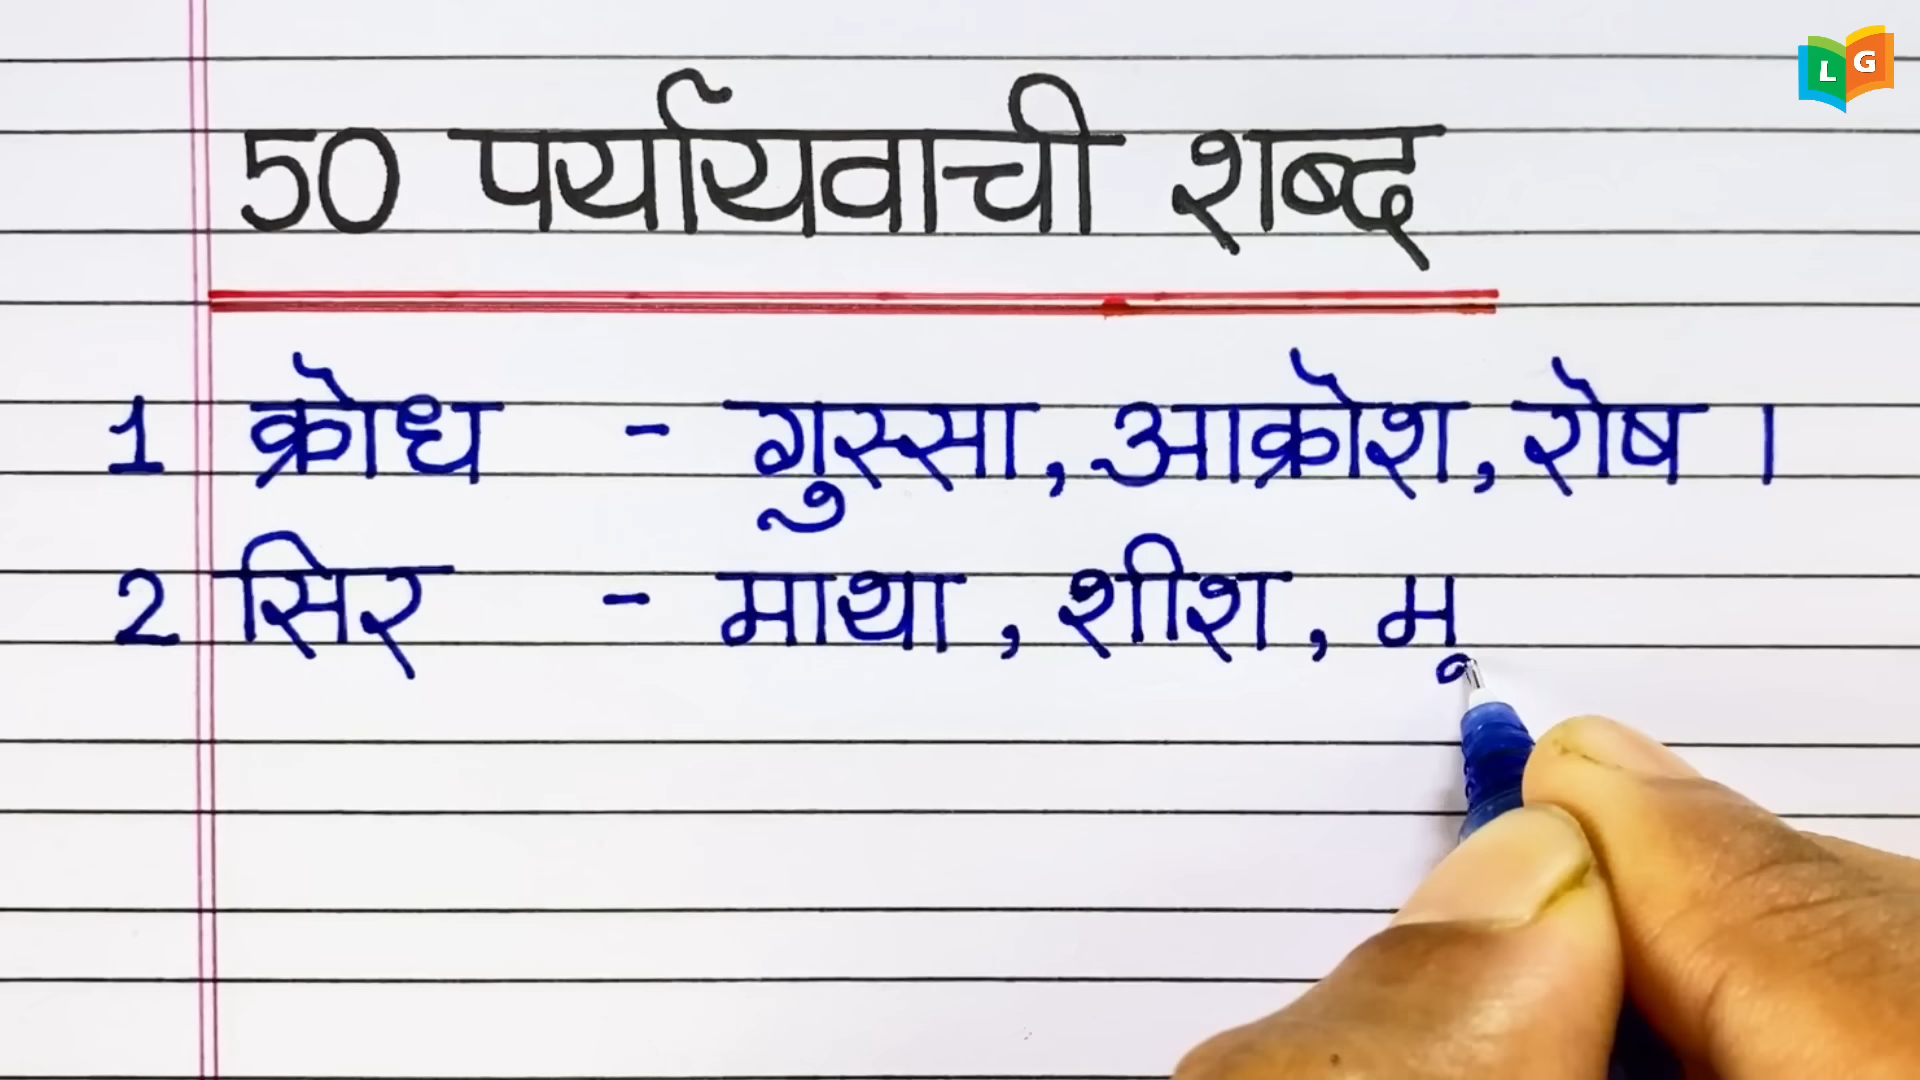 L G
50 पर्यायवाची शब्द
1 क्रोध - गुस्सा, आक्रोश, रोष ।
2 सिर - माथा, शीश, मू